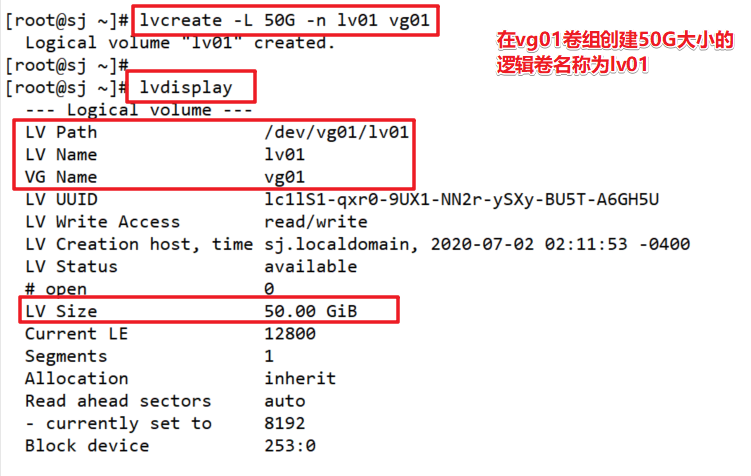 [root@sj ~]# lvcreate -L 50G -n lv01 vg01
Logical volume "lv01" created.
[root@sj ~]#
[root@sj ~]# lvdisplay
--- Logical volume ---
LV Path                /dev/vg01/lv01
LV Name                lv01
VG Name                vg01
LV UUID                lc1lS1-qxr0-9UX1-NN2r-ySXy-BU5T-A6GH5U
LV Write Access        read/write
LV Creation host, time sj.localdomain, 2020-07-02 02:11:53 -0400
LV Status              available
# open                 0
LV Size                50.00 GiB
Current LE             12800
Segments               1
Allocation             inherit
Read ahead sectors     auto
- currently set to     8192
Block device           253:0
在vg01卷组创建50G大小的
逻辑卷名称为lv01